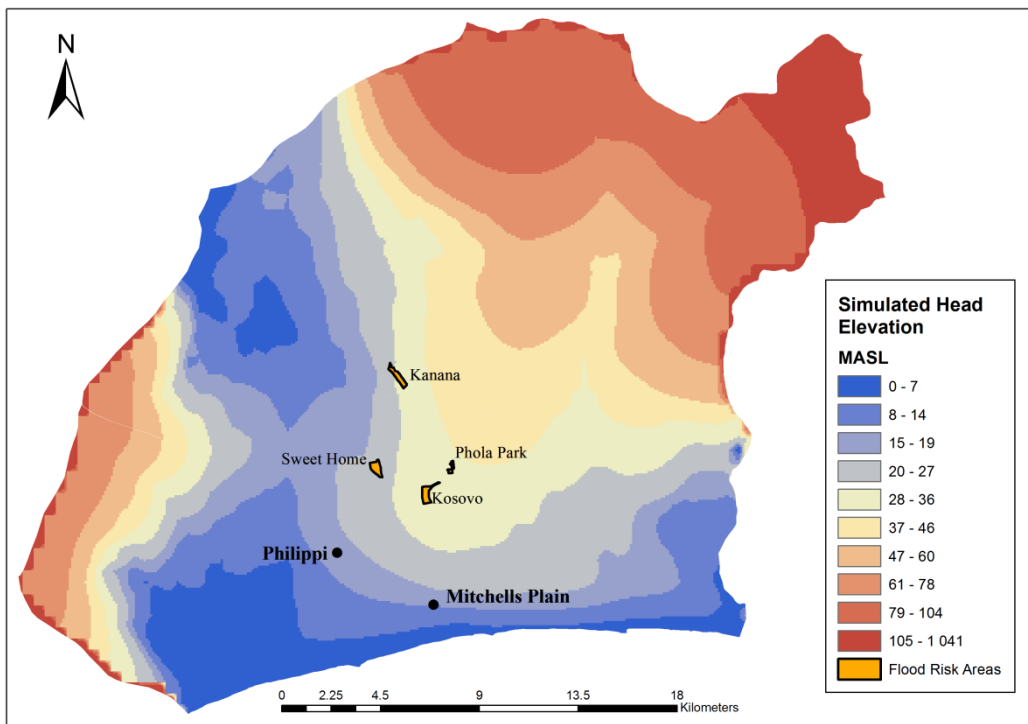 N
Kanana
Sweet Home
Phola Park
Kosovo
Philippi
Mitchells Plain
Simulated Head
Elevation
MASL
0 - 7
8 - 14
15 - 19
20 - 27
28 - 36
37 - 46
47 - 60
61 - 78
79 - 104
105 - 1 041
Flood Risk Areas
0 2.25 4.5 9 13.5 18
Kilometers